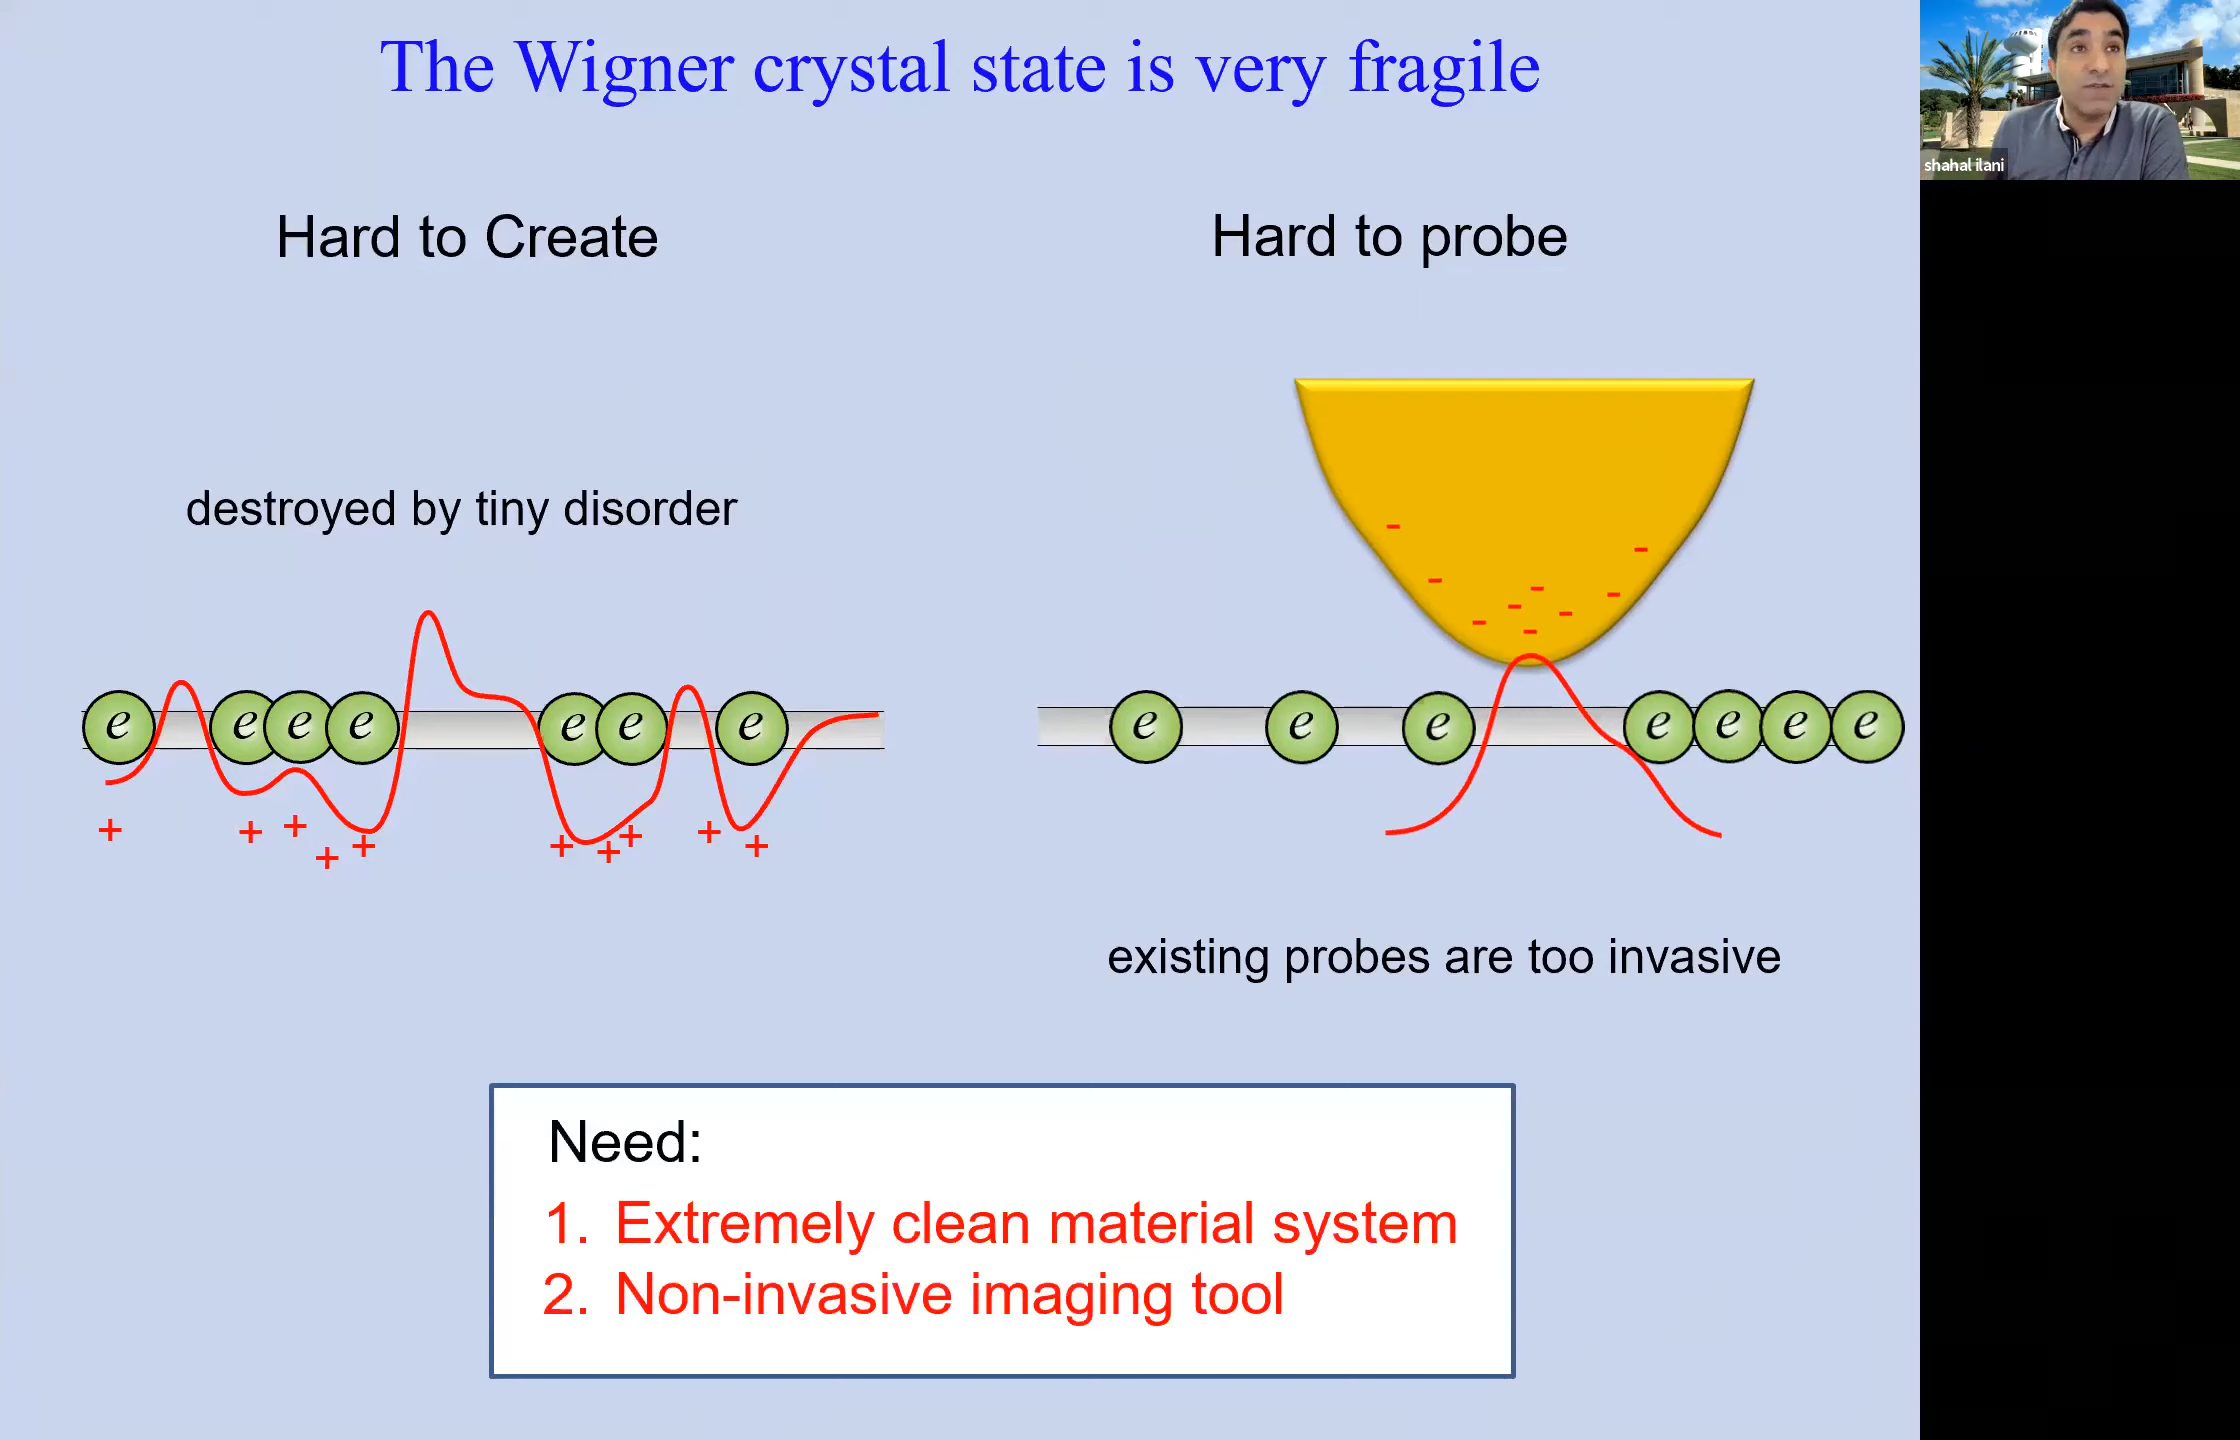 The Wigner crystal state is very fragile
shahal ilani
Hard to Create
Hard to probe
destroyed by tiny disorder
- - - - - - - - -
e e e e e e e
e e e e e e e
+ + + + + + + + + +
existing probes are too invasive
Need:
1. Extremely clean material system
2. Non-invasive imaging tool